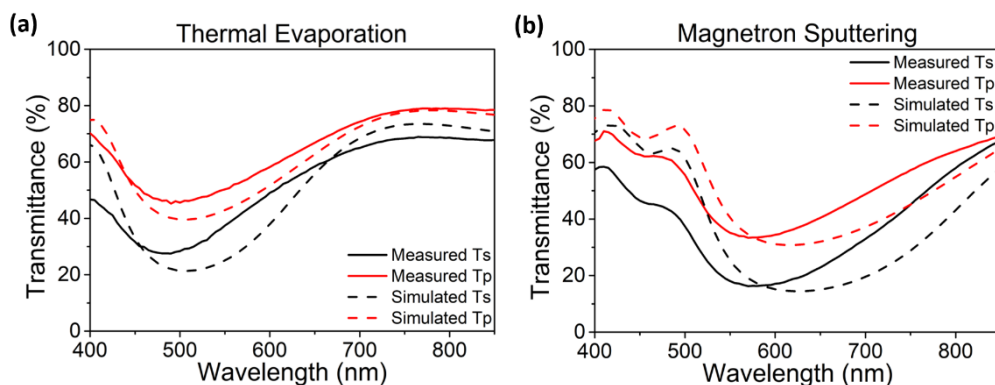 (a)
Thermal Evaporation
Transmittance (%)
100
80
60
40
20
0
Measured Ts
Measured Tp
Simulated Ts
Simulated Tp
400 500 600 700 800
Wavelength (nm)
(b)
Magnetron Sputtering
Transmittance (%)
100
80
60
40
20
0
Measured Ts
Measured Tp
Simulated Ts
Simulated Tp
400 500 600 700 800
Wavelength (nm)